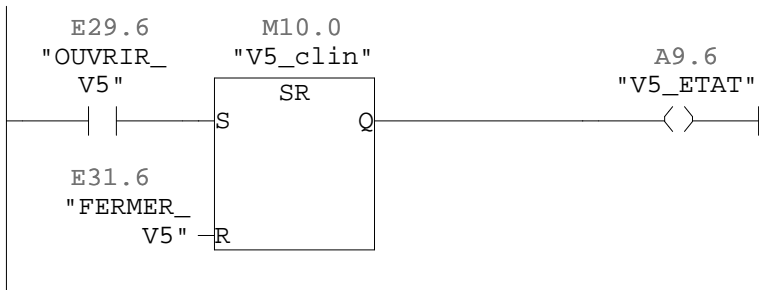 E29.6
"OUVRIR_
V5"
M10.0
"V5_clin"
SR
S
Q
A9.6
"V5_ETAT"
E31.6
"FERMER_
V5"
R